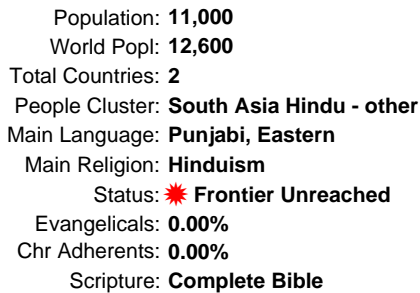 Population: 11,000
World Popl: 12,600
Total Countries: 2
People Cluster: South Asia Hindu - other
Main Language: Punjabi, Eastern
Main Religion: Hinduism
Status: Frontier Unreached
Evangelicals: 0.00%
Chr Adherents: 0.00%
Scripture: Complete Bible